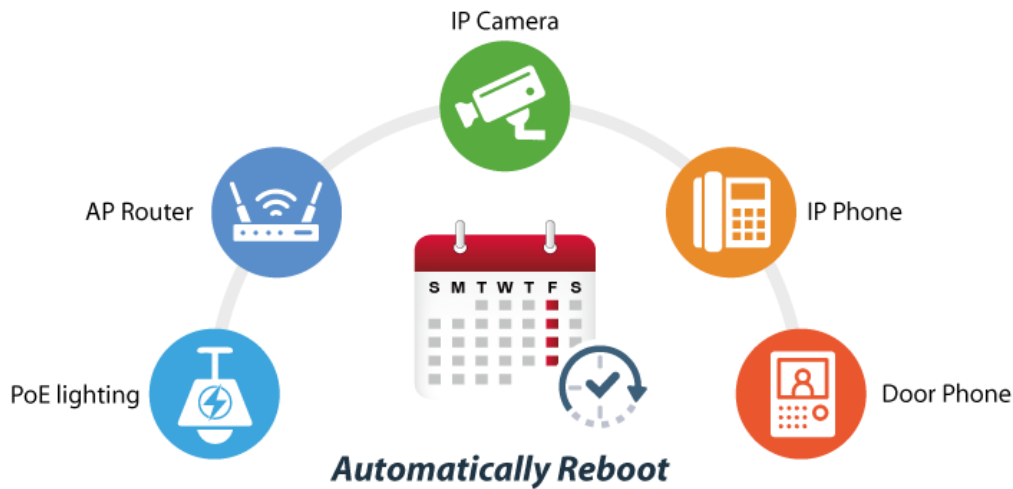 IP Camera
AP Router
IP Phone
S M T W T F S
PoE lighting
Door Phone
Automatically Reboot